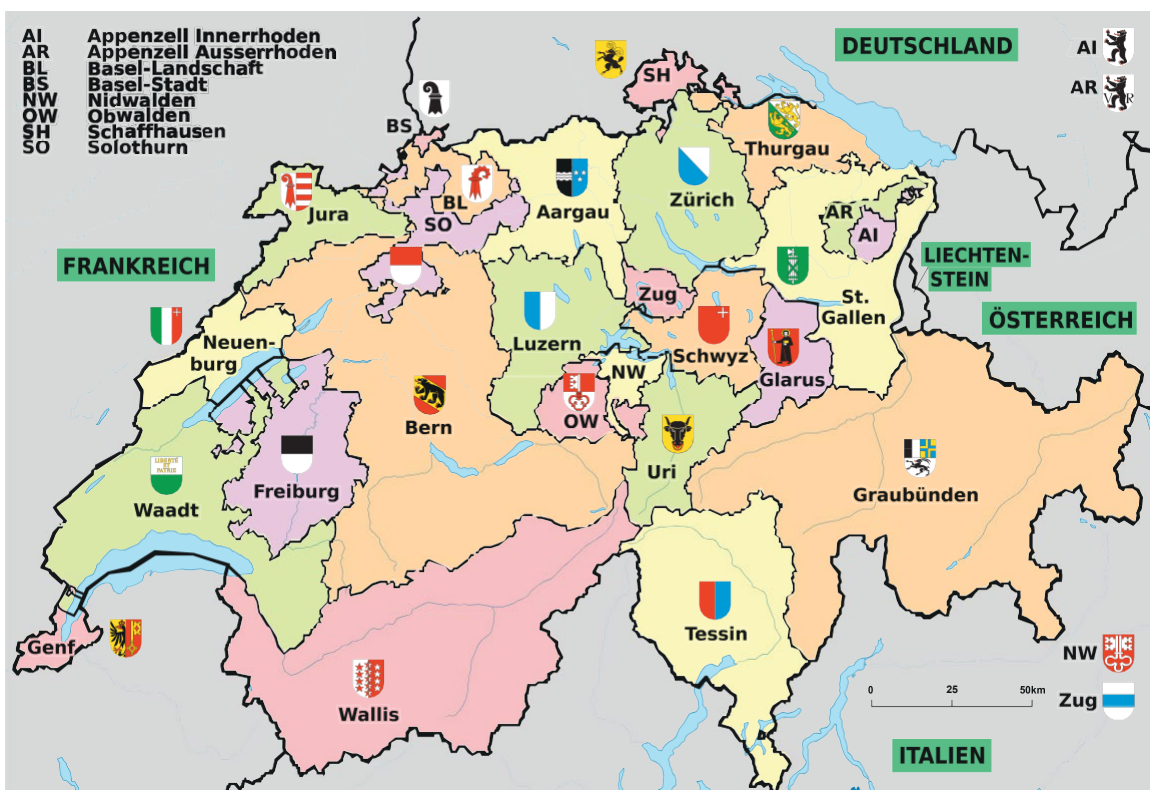 AI Appenzell Innerrhoden
AR Appenzell Ausserrhoden
BL Basel-Landschaft
BS Basel-Stadt
NW Nidwalden
OW Obwalden
SH Schaffhausen
SO Solothurn
DEUTSCHLAND
AI
AR
V R
SH
BS
Thurgau
Jura
BL
SO
Aargau
Zürich
AR
AI
FRANKREICH
LIECHTEN-
STEIN
ÖSTERREICH
Zug
St.
Gallen
Neuen-
burg
Luzern
Schwyz
NW
Glarus
OW
Bern
Uri
Freiburg
Graubünden
LIBERTÉ
ET
PATRIE
Waadt
Genf
Tessin
Wallis
NW
Zug
0 25 50km
ITALIEN